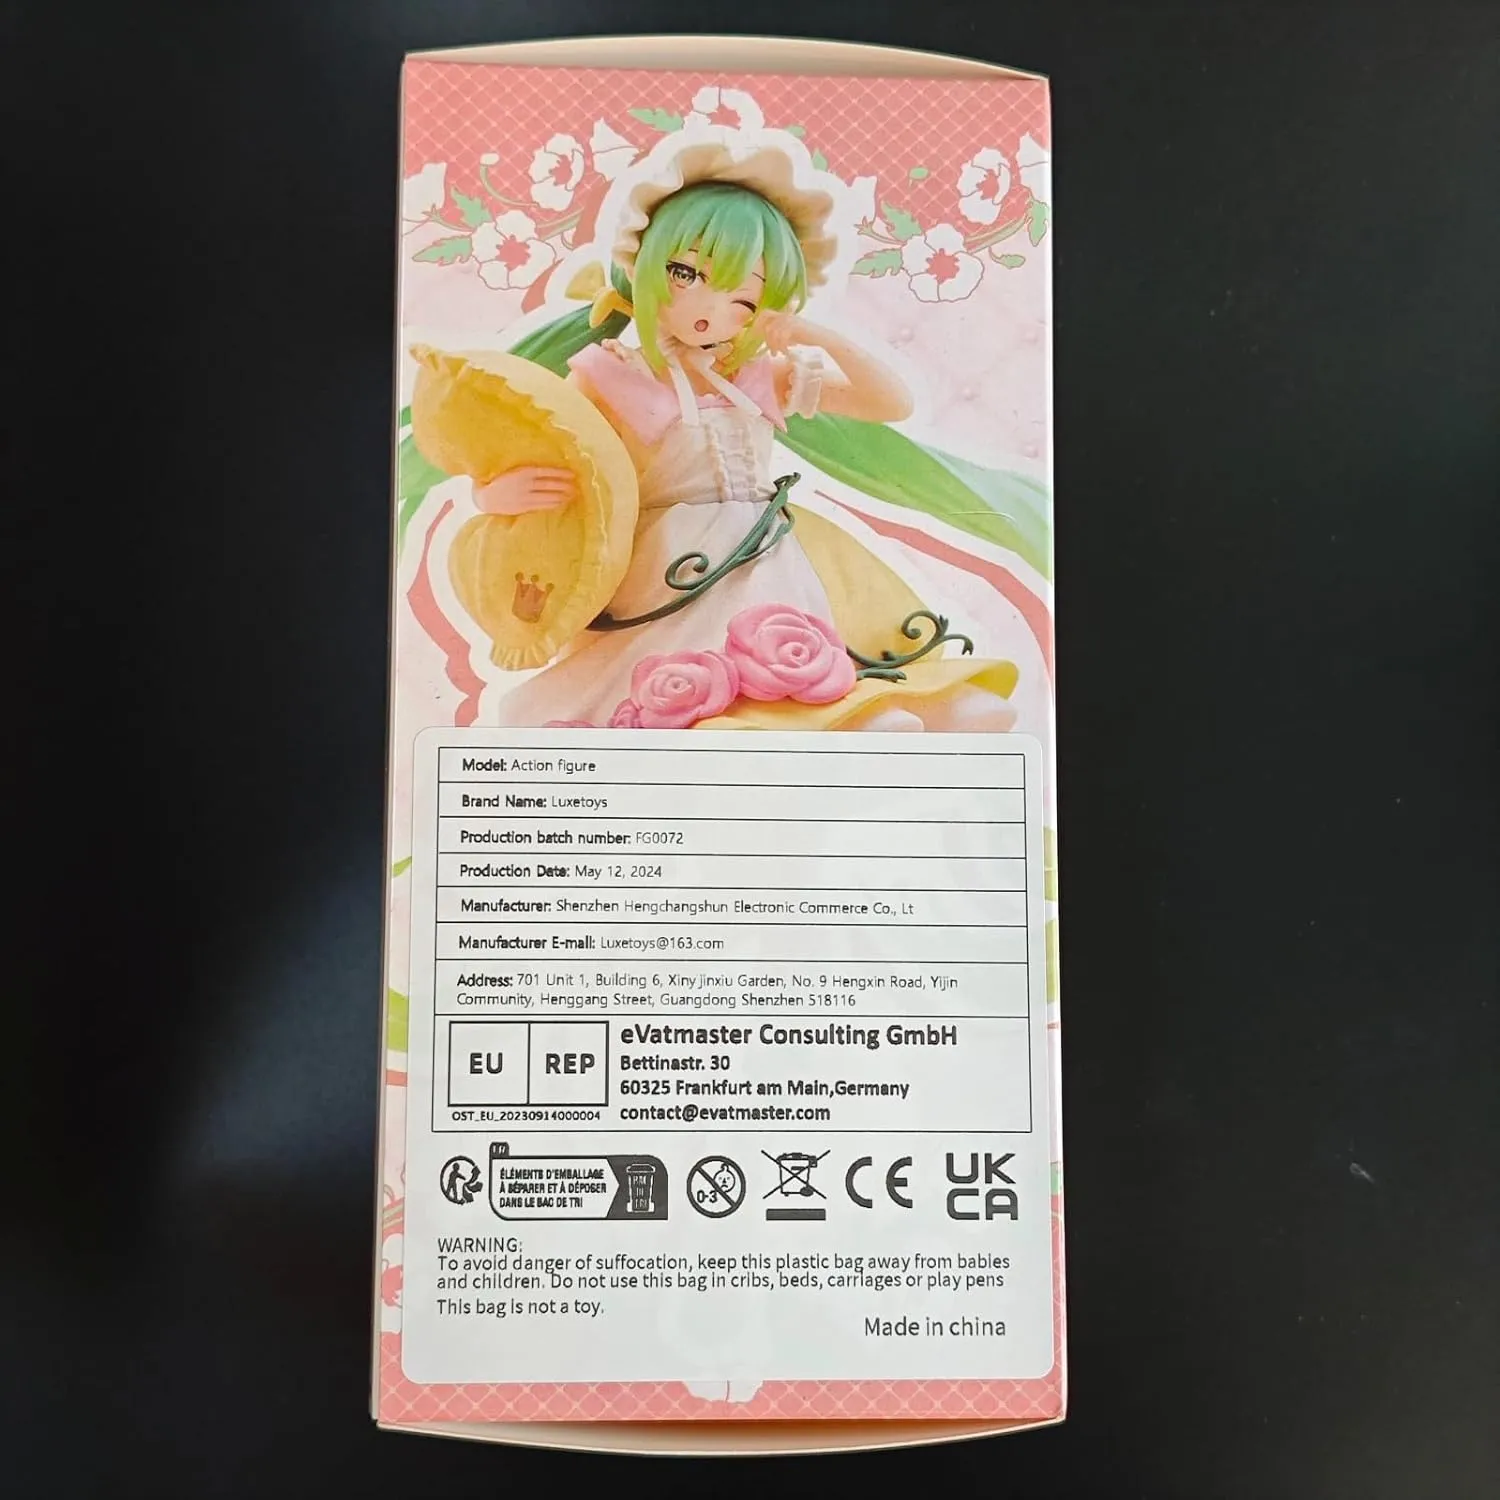 Model: Action figure
Brand Name: Luxetoys
Production batch number: FG0072
Production Date: May 12, 2024
Manufacturer: Shenzhen Hengchangshun Electronic Commerce Co., Lt
Manufacturer E-mail: Luxetoys@163.com
Address: 701 Unit 1, Building 6, Xiny jinxiu Garden, No. 9 Hengxin Road, Yijin
Community, Henggang Street, Guangdong Shenzhen 518116
EU REP
OST_EU_20230914000004
eVatmaster Consulting GmbH
Bettinastr. 30
60325 Frankfurt am Main,Germany
contact@evatmaster.com
FR
ÉLÉMENTS D'EMBALLAGE
À SÉPARER ET À DÉPOSER
DANS LE BAC DE TRI
BAC
DE
TRI
0-3
CE
UK
CA
WARNING:
To avoid danger of suffocation, keep this plastic bag away from babies
and children. Do not use this bag in cribs, beds, carriages or play pens
This bag is not a toy.
Made in china